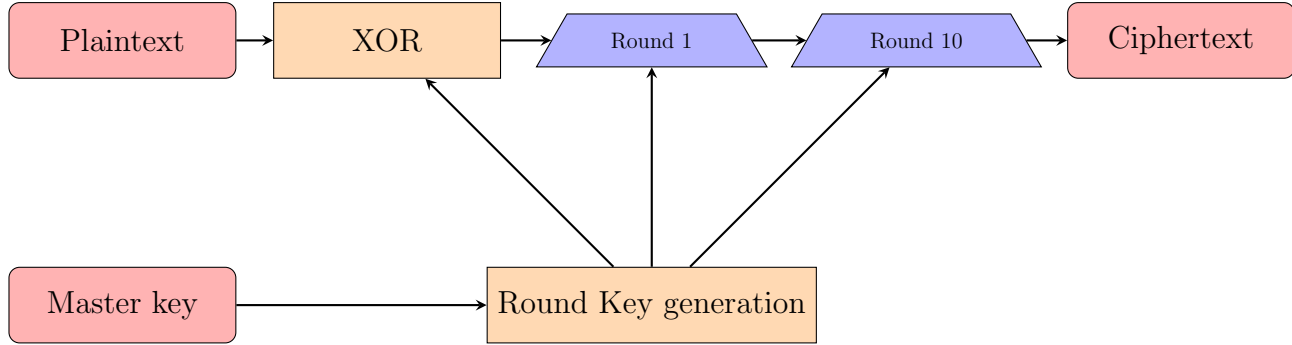 Plaintext
XOR
Round 1
Round 10
Ciphertext
Master key
Round Key generation